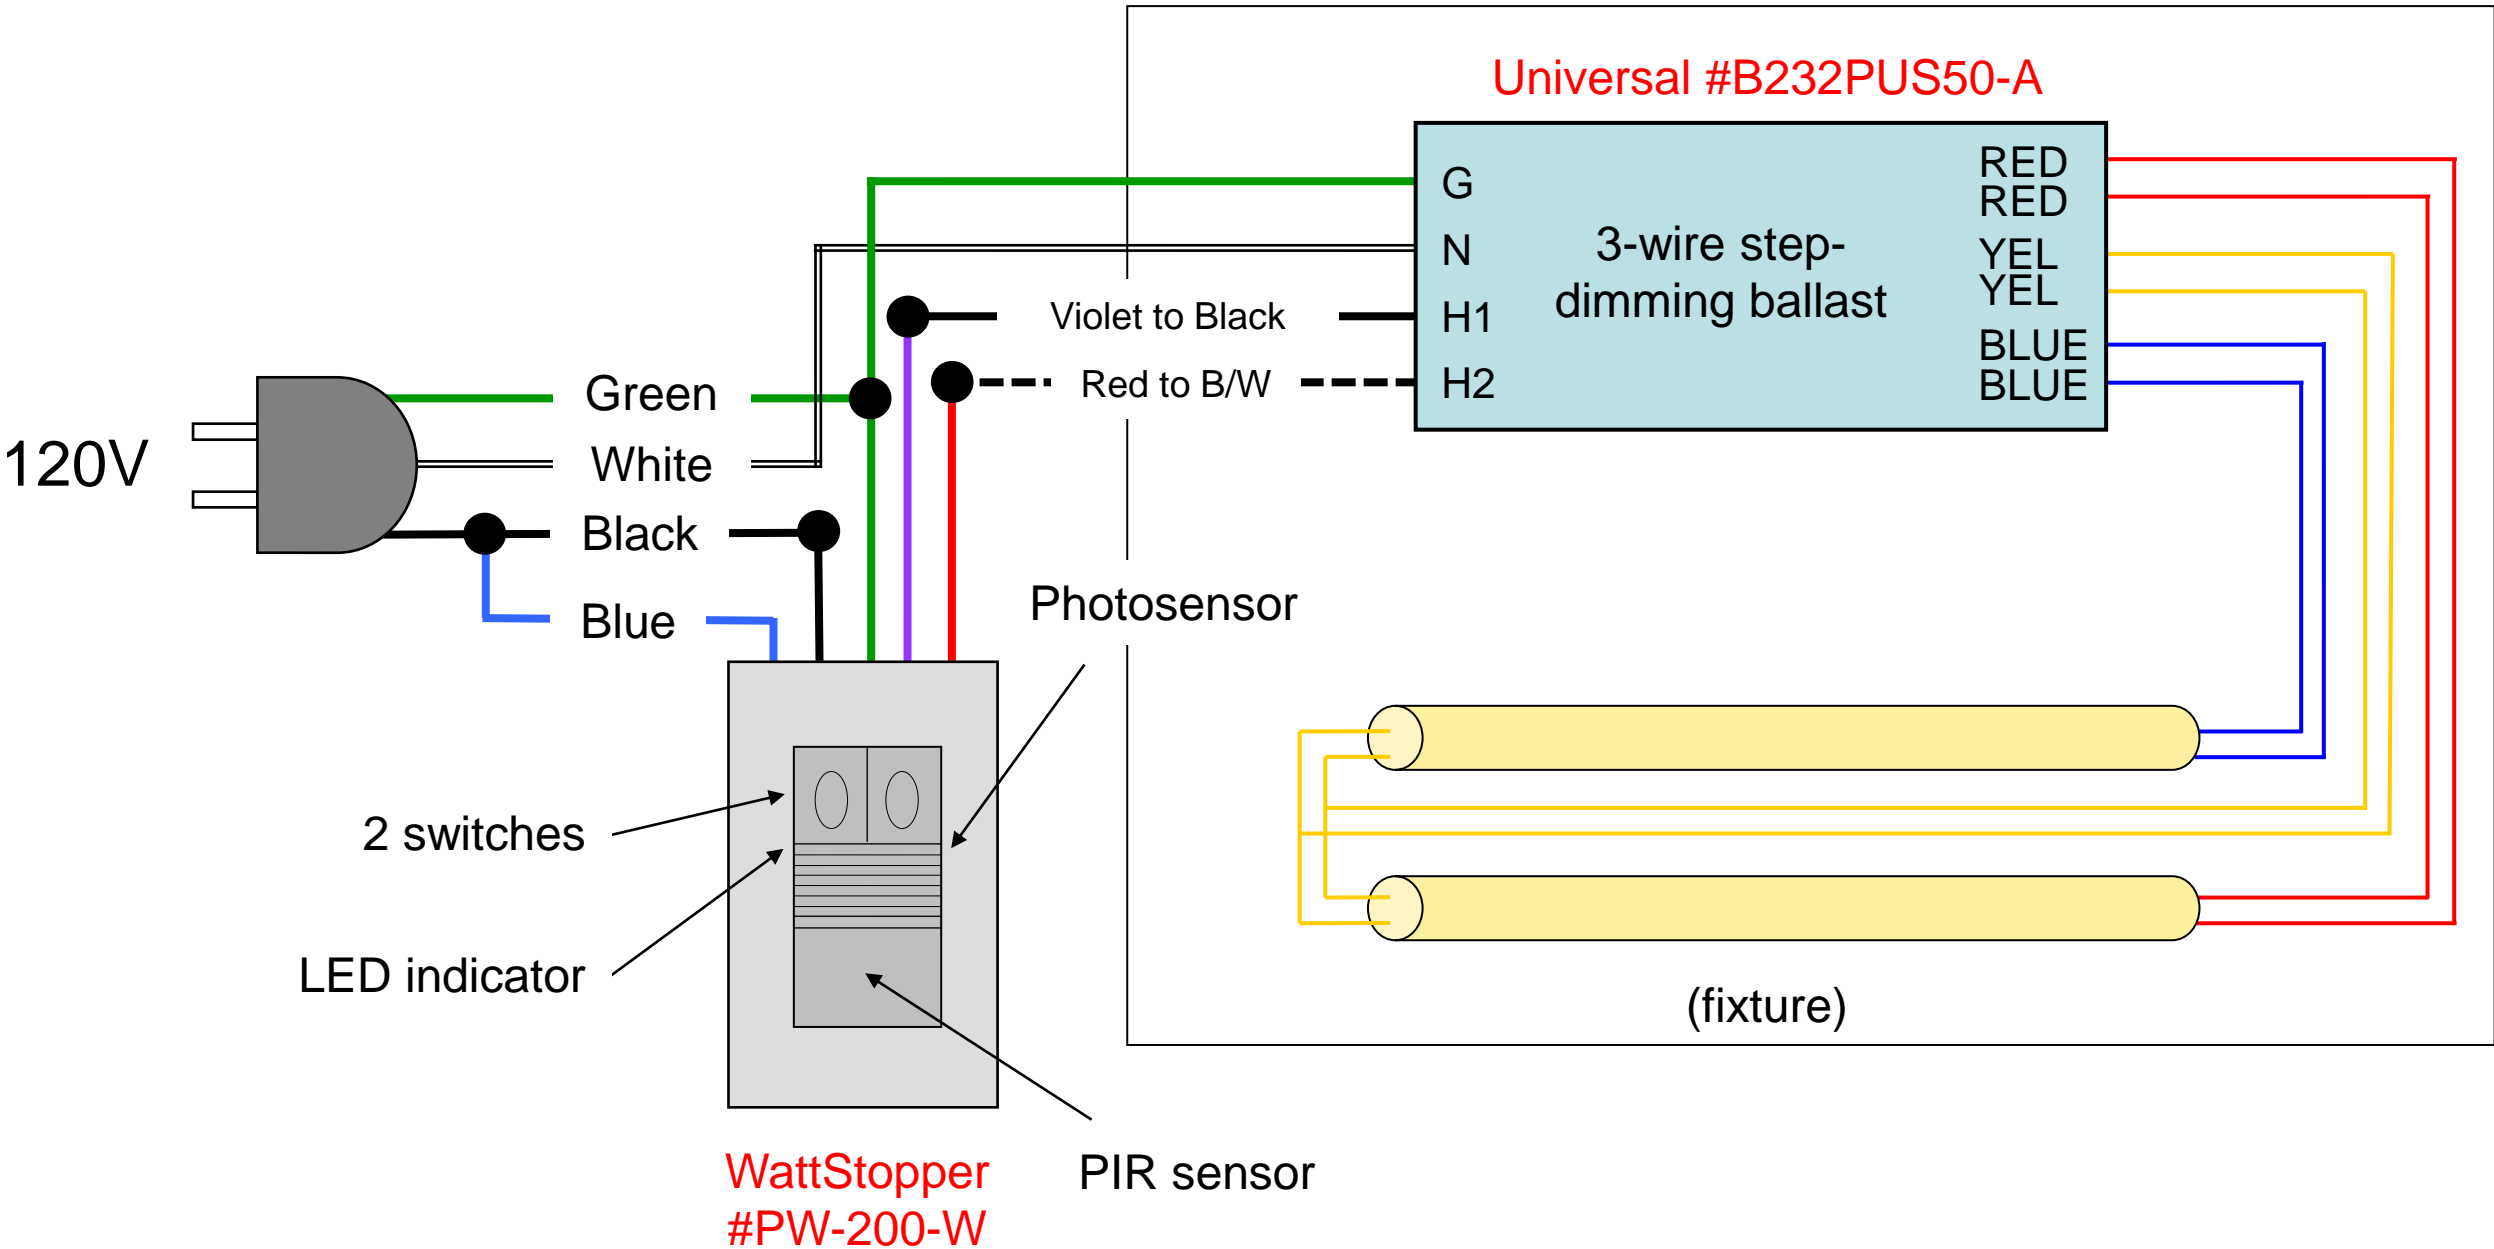 Universal #B232PUS50-A
G
N
H1
H2
3-wire step-
dimming ballast
RED
RED
YEL
YEL
BLUE
BLUE
Violet to Black
Red to B/W
120V
Green
White
Black
Blue
Photosensor
2 switches
LED indicator
(fixture)
PIR sensor
WattStopper
#PW-200-W